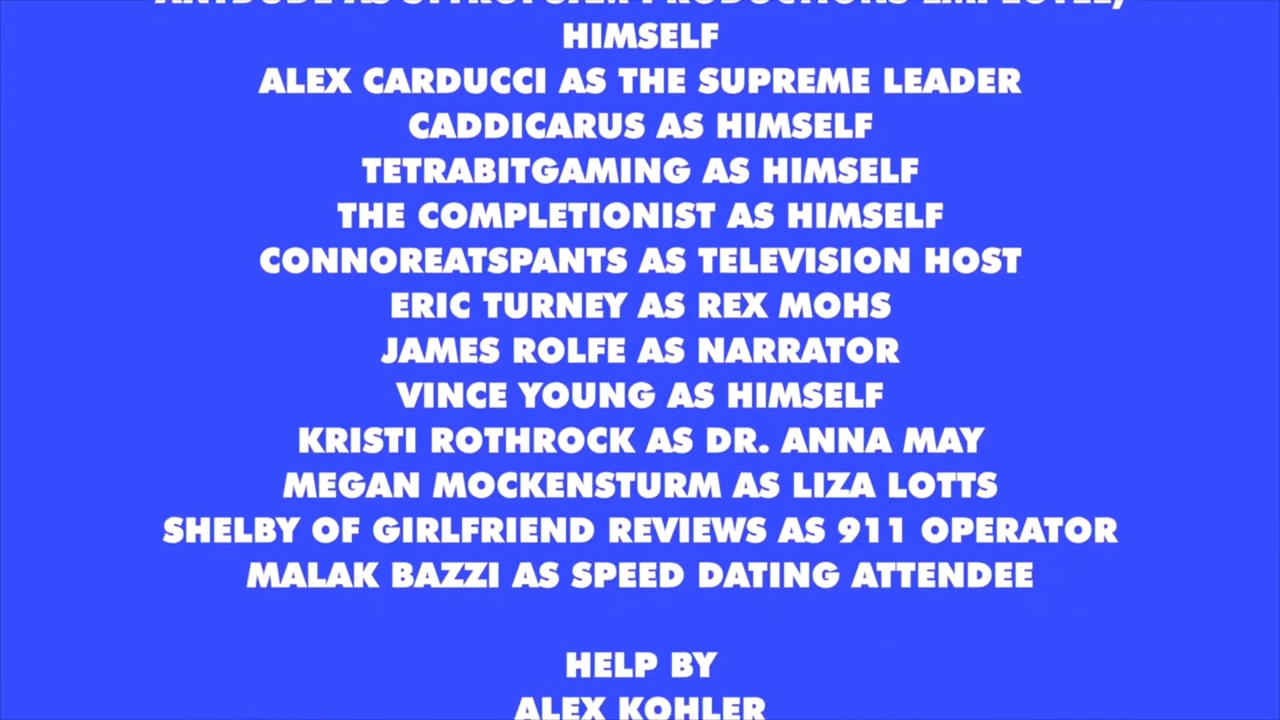 HIMSELF
ALEX CARDUCCI AS THE SUPREME LEADER
CADDICARUS AS HIMSELF
TETRABITGAMING AS HIMSELF
THE COMPLETIONIST AS HIMSELF
CONNOREATSPANTS AS TELEVISION HOST
ERIC TURNEY AS REX MOHS
JAMES ROLFE AS NARRATOR
VINCE YOUNG AS HIMSELF
KRISTI ROTHROCK AS DR. ANNA MAY
MEGAN MOCKENSTURM AS LIZA LOTTS
SHELBY OF GIRLFRIEND REVIEWS AS 911 OPERATOR
MALAK BAZZI AS SPEED DATING ATTENDEE
HELP BY
ALEX KOHLER